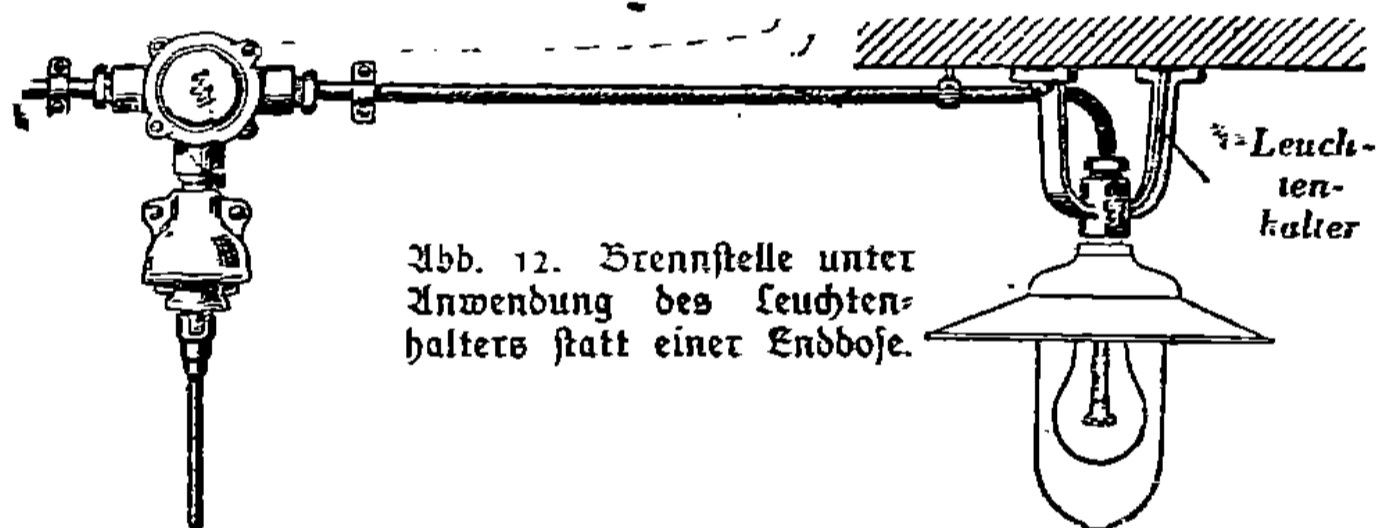 Abb. 12. Brennstelle unter
Anwendung des Leuchten⸗
halters ſtatt einer Enddoſe.
Leuch-
ten-
halter